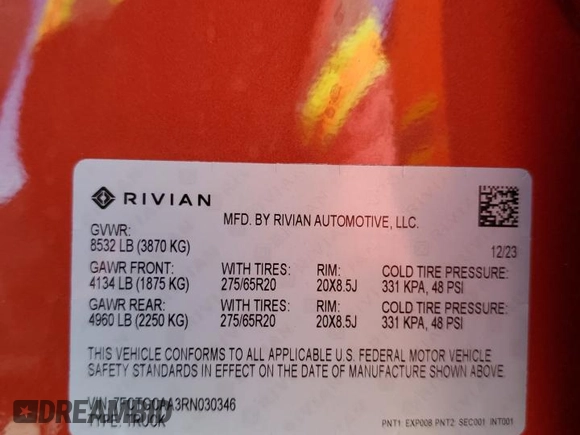 RIVIAN
MFD. BY RIVIAN AUTOMOTIVE, LLC.
GVWR:
8532 LB (3870 KG)
12/23
GAWR FRONT: WITH TIRES: RIM: COLD TIRE PRESSURE:
4134 LB (1875 KG) 275/65R20 20X8.5J 331 KPA, 48 PSI
GAWR REAR: WITH TIRES: RIM: COLD TIRE PRESSURE:
4960 LB (2250 KG) 275/65R20 20X8.5J 331 KPA, 48 PSI
THIS VEHICLE CONFORMS TO ALL APPLICABLE U.S. FEDERAL MOTOR VEHICLE
SAFETY STANDARDS IN EFFECT ON THE DATE OF MANUFACTURE SHOWN ABOVE.
VIN: 7FCTGCAA3RN030346
TYPE: TRUCK
PNT1: EXP008 PNT2: SEC001 INT001
DREAMBID